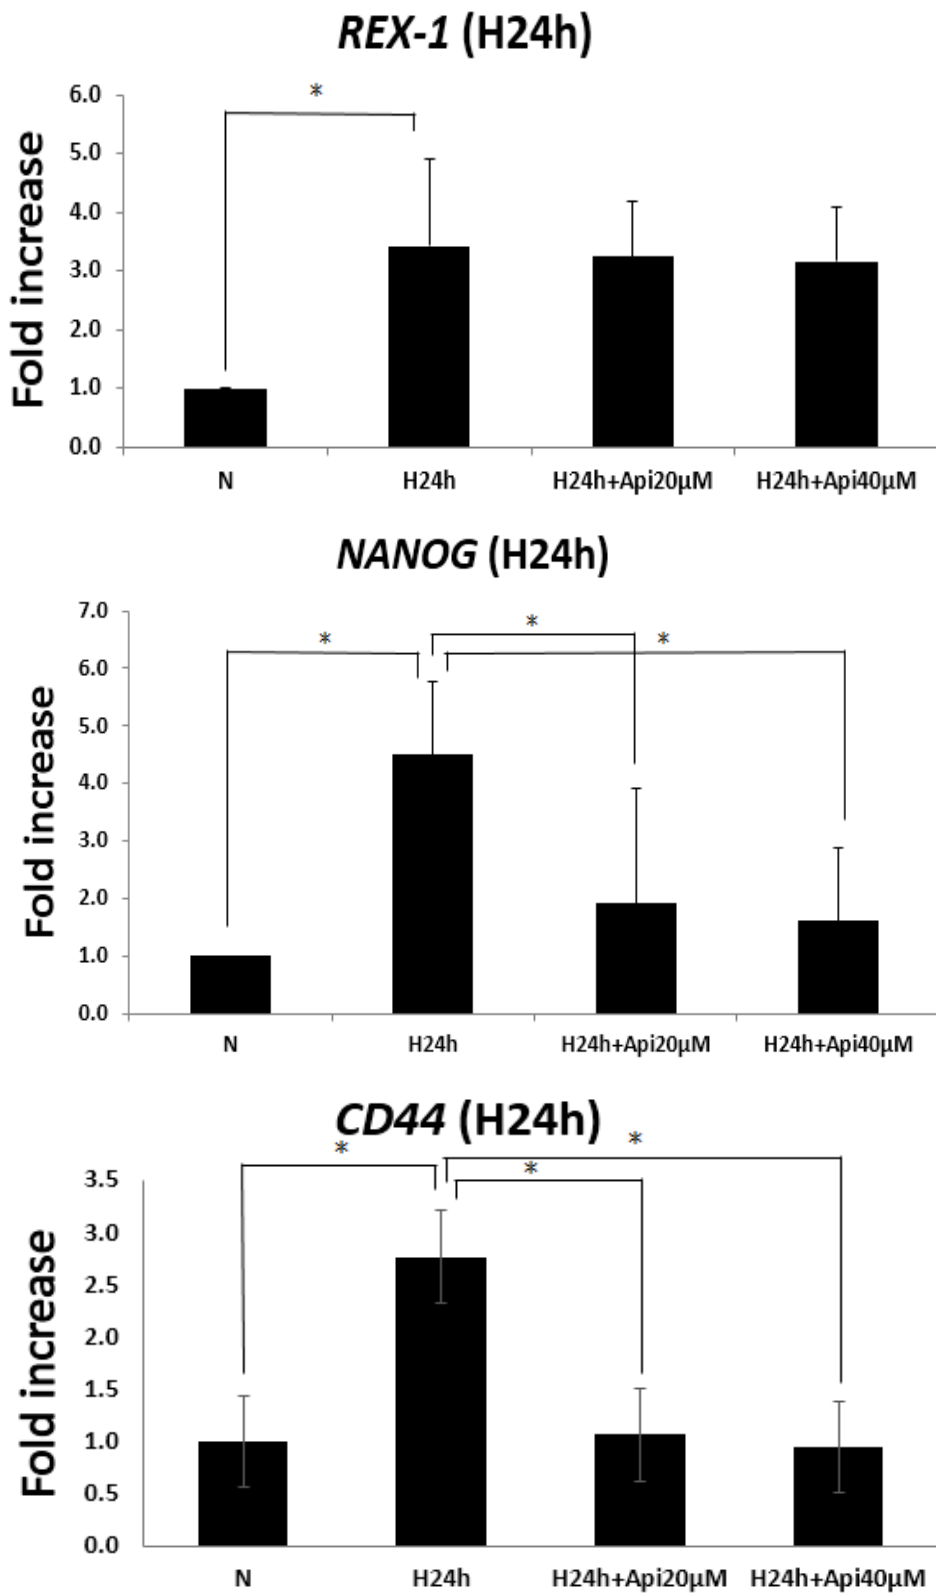 REX-1 (H24h)
*
Fold increase
6.0
5.0
4.0
3.0
2.0
1.0
0.0
N H24h H24h+Api20μM H24h+Api40μM
NANOG (H24h)
* * *
Fold increase
7.0
6.0
5.0
4.0
3.0
2.0
1.0
0.0
N H24h H24h+Api20μM H24h+Api40μM
CD44 (H24h)
* * *
Fold increase
3.5
3.0
2.5
2.0
1.5
1.0
0.5
0.0
N H24h H24h+Api20μM H24h+Api40μM